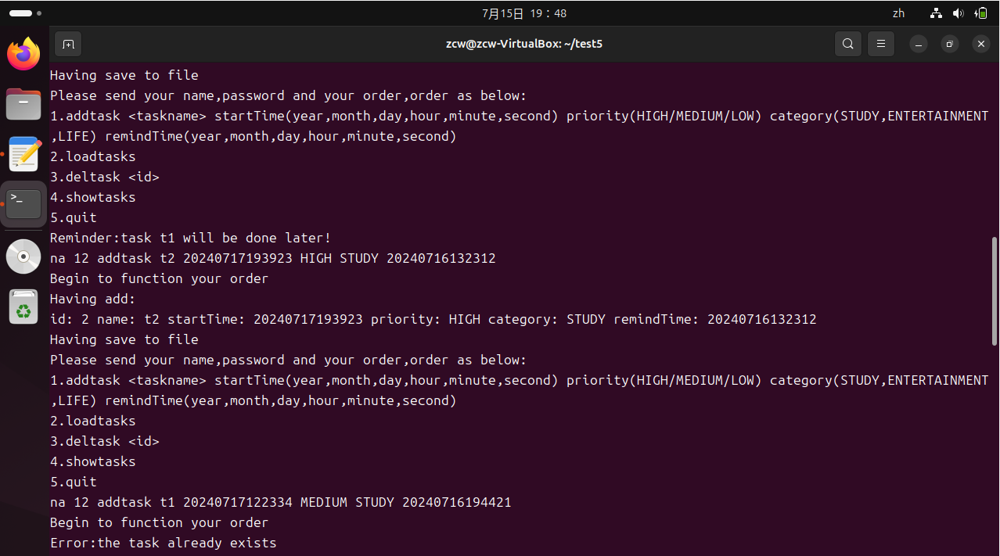 7月15日 19：48
zh
zcw@zcw-VirtualBox: ~/test5
Having save to file
Please send your name,password and your order,order as below:
1.addtask <taskname> startTime(year,month,day,hour,minute,second) priority(HIGH/MEDIUM/LOW) category(STUDY,ENTERTAINMENT
,LIFE) remindTime(year,month,day,hour,minute,second)
2.loadtasks
3.deltask <id>
4.showtasks
5.quit
Reminder:task t1 will be done later!
na 12 addtask t2 20240717193923 HIGH STUDY 20240716132312
Begin to function your order
Having add:
id: 2 name: t2 startTime: 20240717193923 priority: HIGH category: STUDY remindTime: 20240716132312
Having save to file
Please send your name,password and your order,order as below:
1.addtask <taskname> startTime(year,month,day,hour,minute,second) priority(HIGH/MEDIUM/LOW) category(STUDY,ENTERTAINMENT
,LIFE) remindTime(year,month,day,hour,minute,second)
2.loadtasks
3.deltask <id>
4.showtasks
5.quit
na 12 addtask t1 20240717122334 MEDIUM STUDY 20240716194421
Begin to function your order
Error:the task already exists